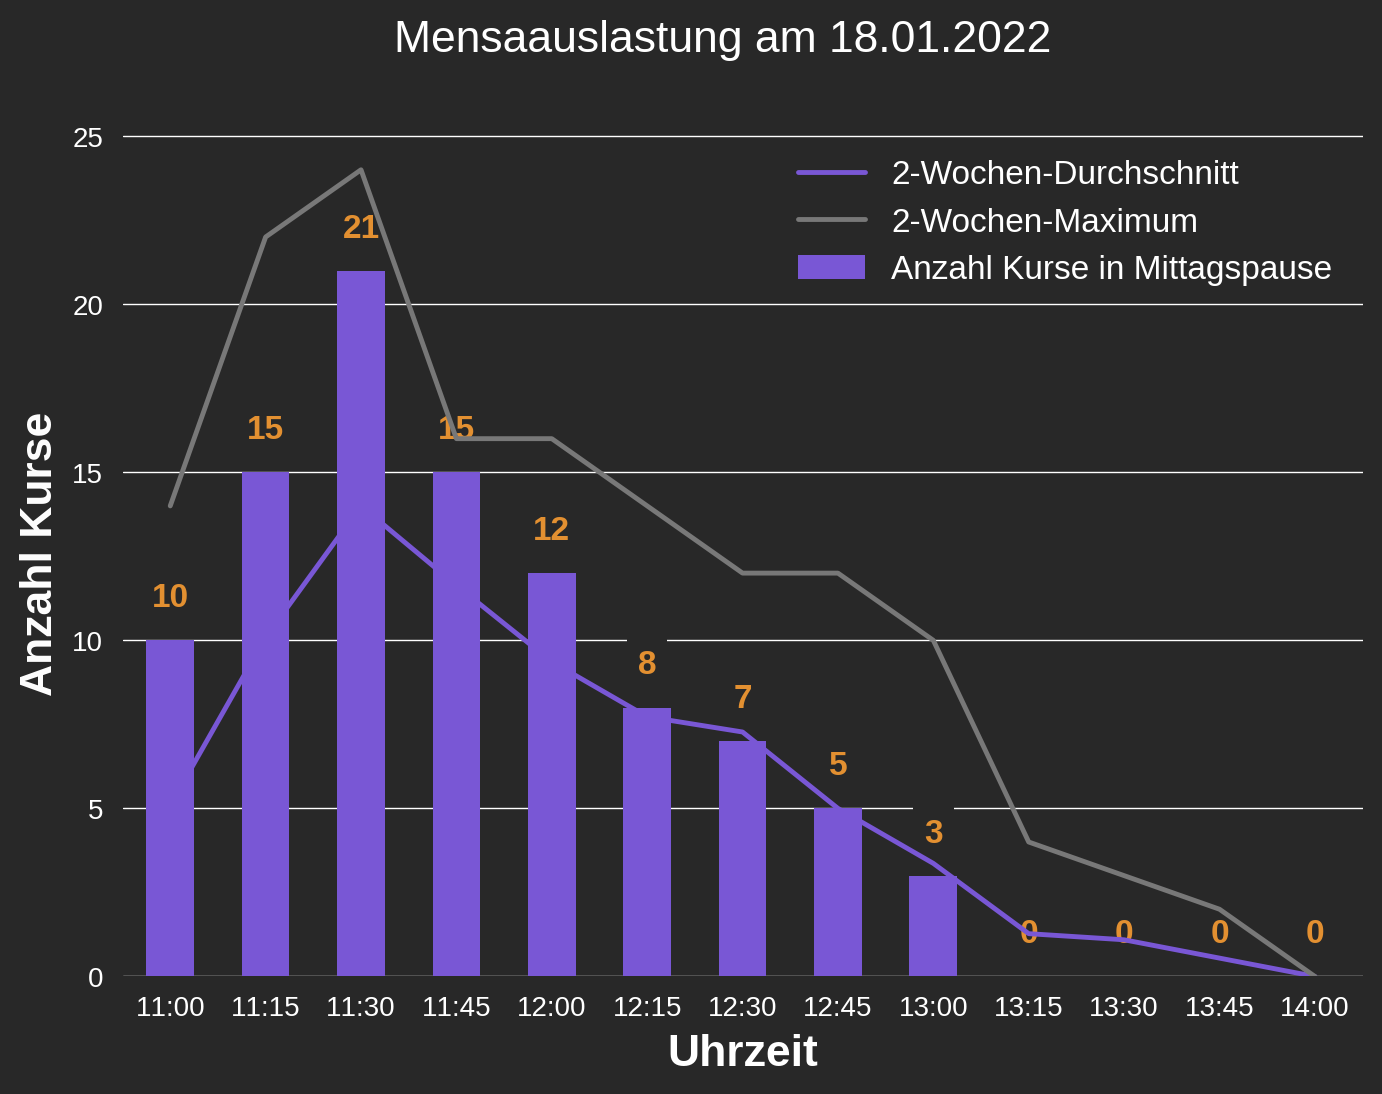 Mensaauslastung am 18.01.2022
25
20
15
10
5
0
Anzahl Kurse
2-Wochen-Durchschnitt
2-Wochen-Maximum
Anzahl Kurse in Mittagspause
10
15
21
15
12
8
7
5
3
0
0
0
0
11:00 11:15 11:30 11:45 12:00 12:15 12:30 12:45 13:00 13:15 13:30 13:45 14:00
Uhrzeit